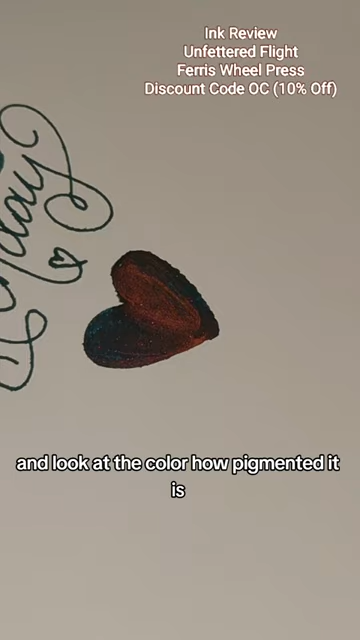 Ink Review
Unfettered Flight
Ferris Wheel Press
Discount Code OC (10% Off)
and look at the color how pigmented it
is